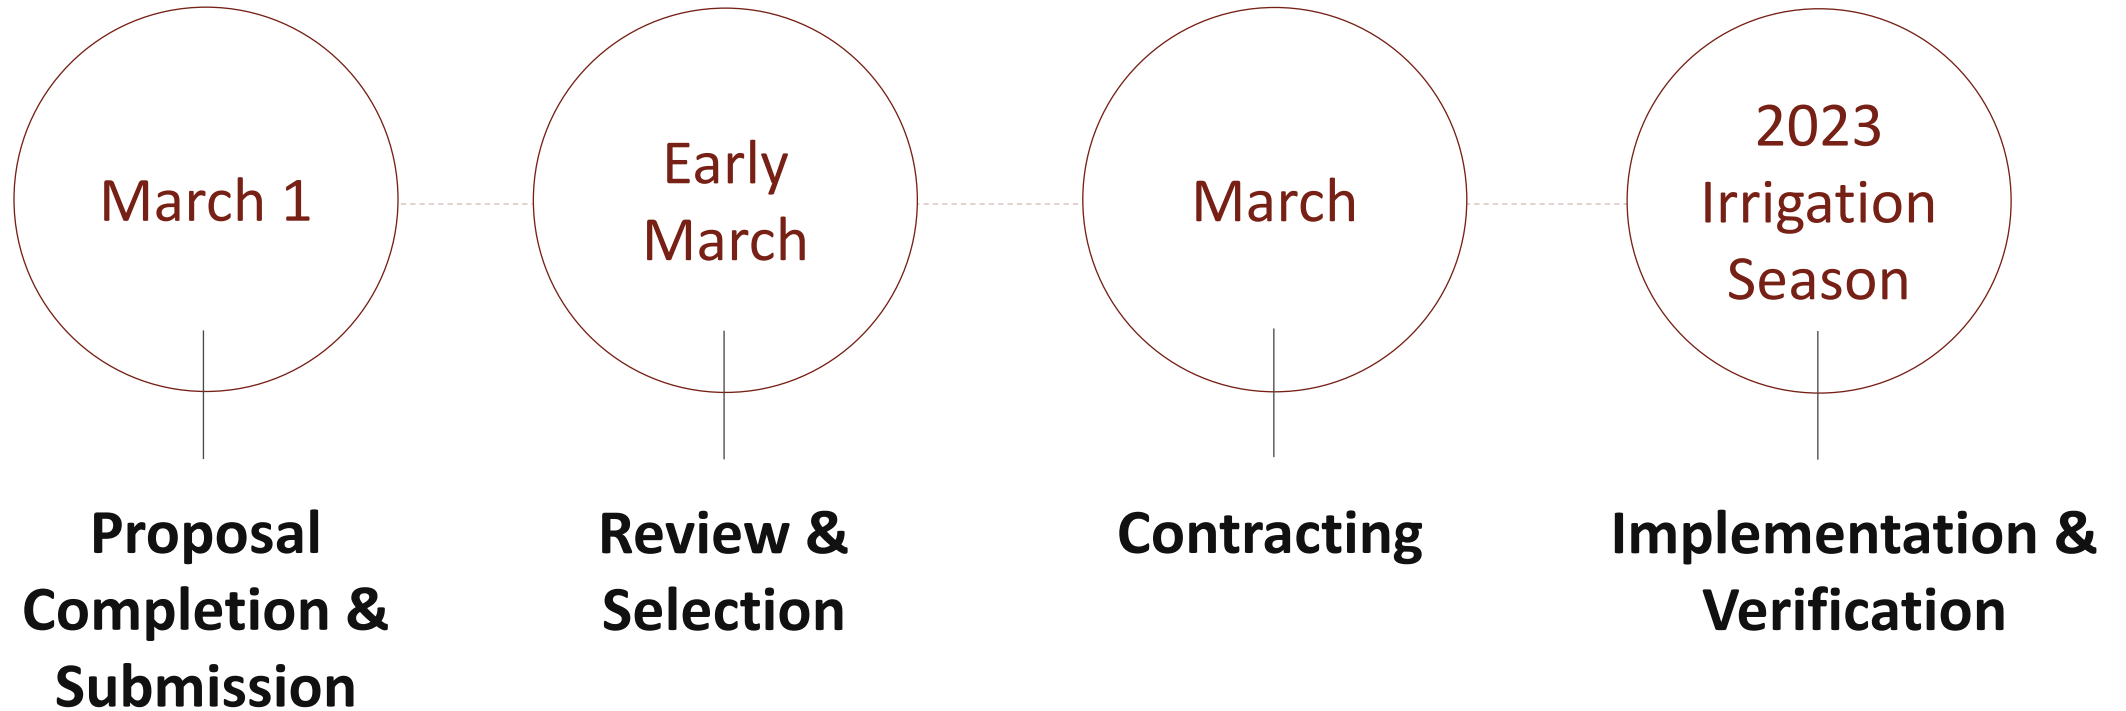 March 1
Early
March
March
2023
Irrigation
Season
Proposal
Completion &
Submission
Review &
Selection
Contracting
Implementation &
Verification